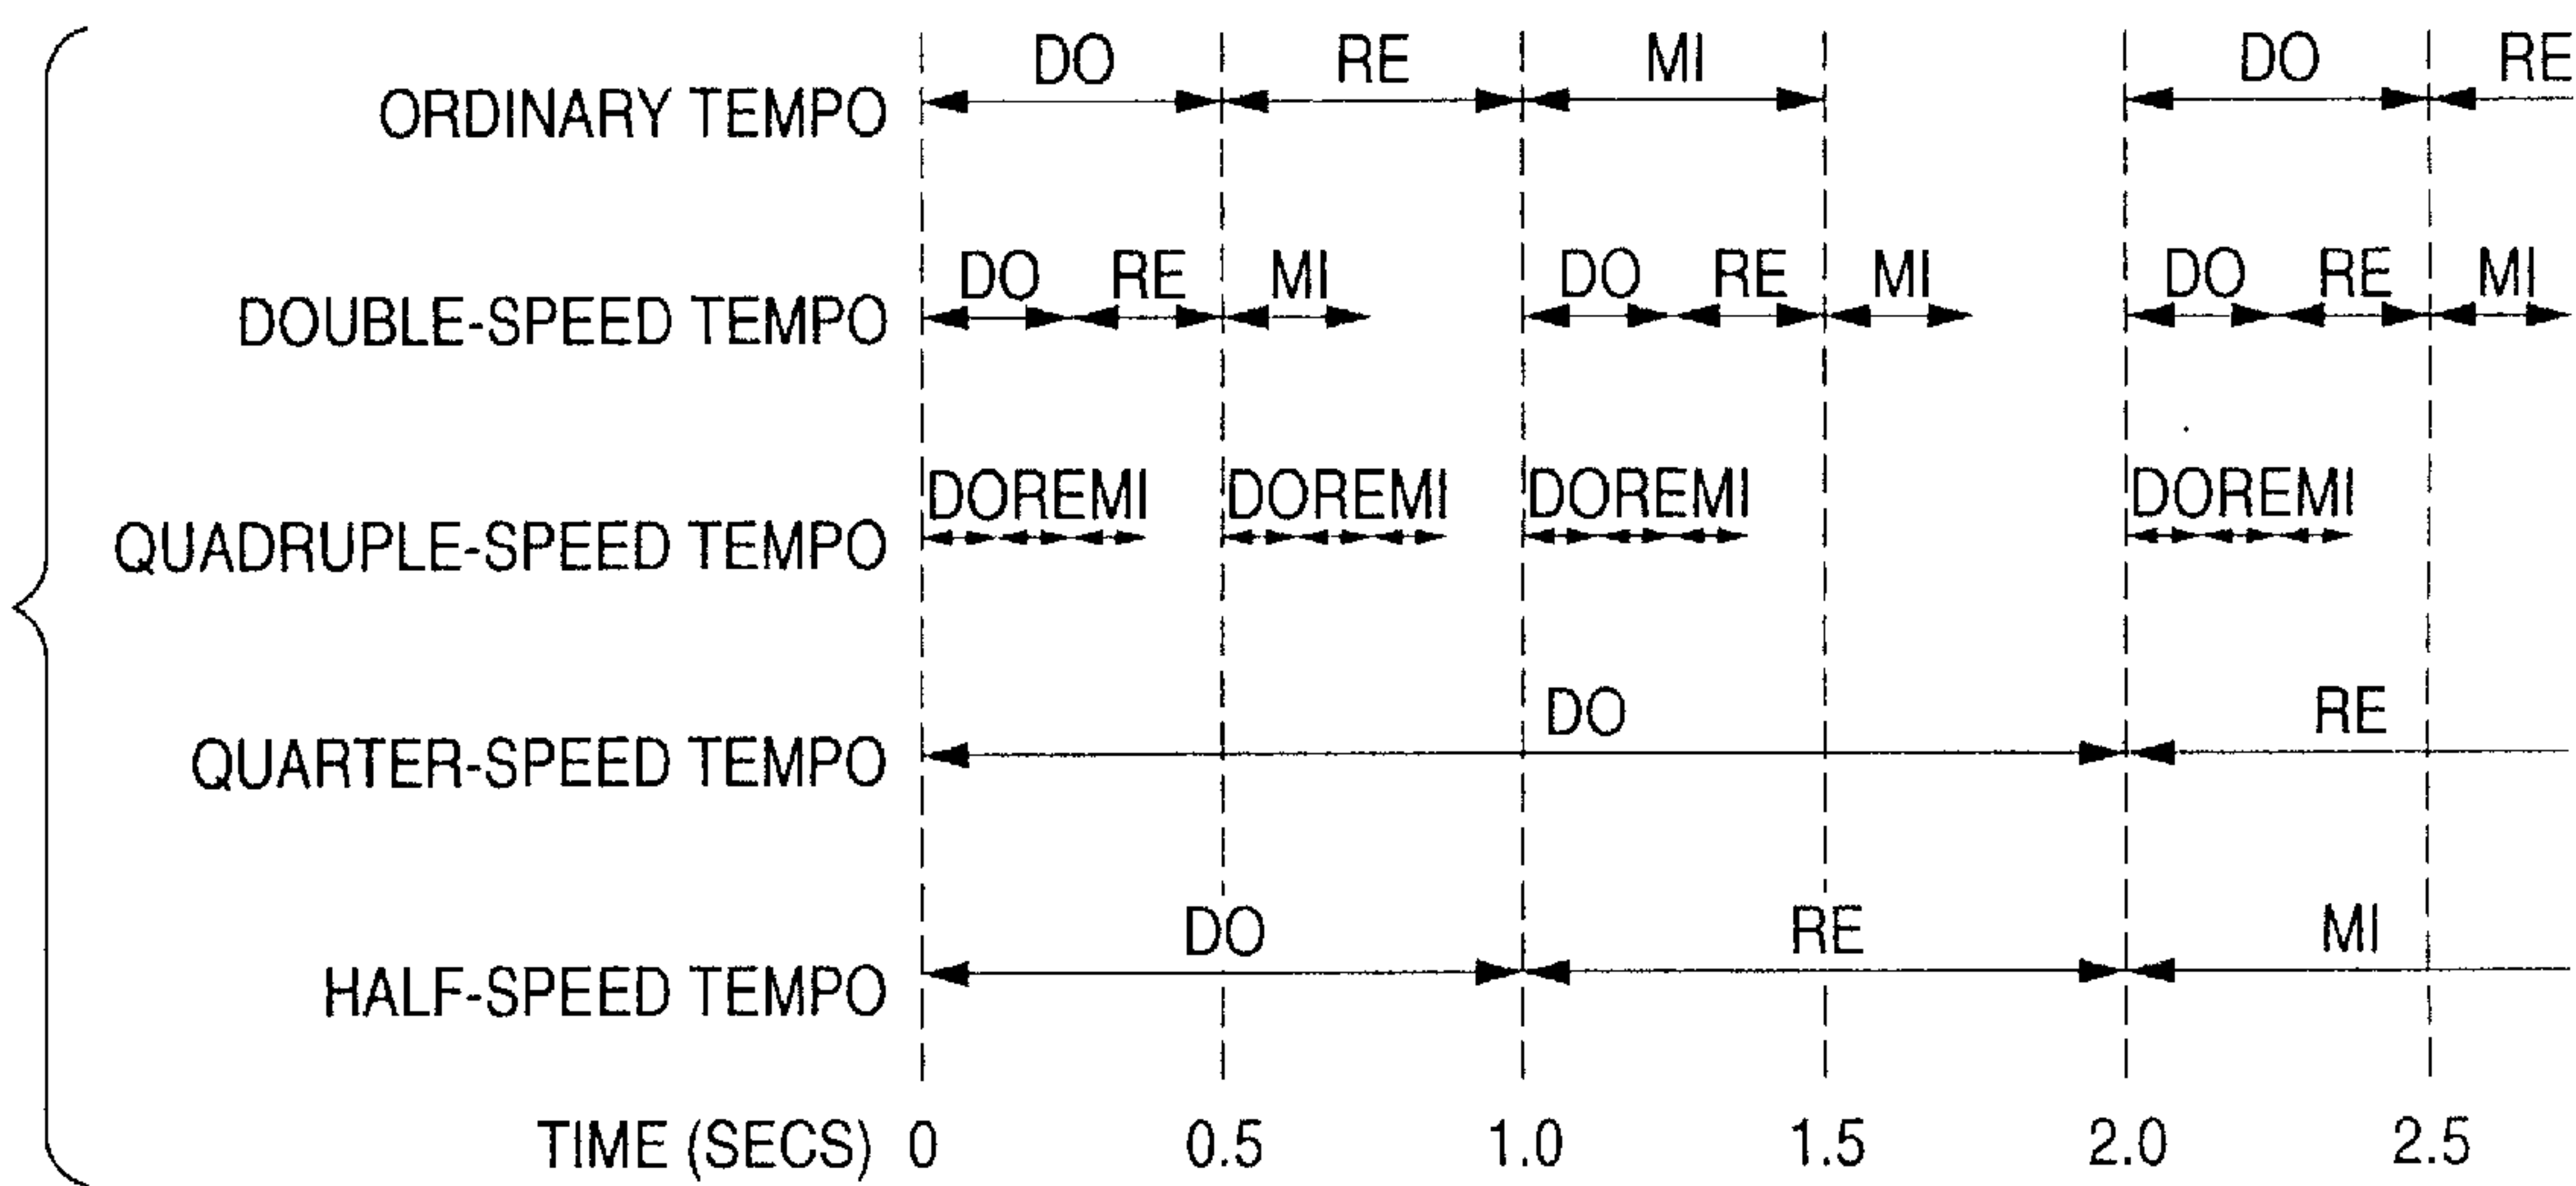 DO RE MI DO RE
ORDINARY TEMPO
DO RE MI DO RE MI DO RE MI
DOUBLE-SPEED TEMPO
DOREMI DOREMI DOREMI DOREMI
QUADRUPLE-SPEED TEMPO
DO RE
QUARTER-SPEED TEMPO
DO RE MI
HALF-SPEED TEMPO
TIME (SECS) 0 0.5 1.0 1.5 2.0 2.5